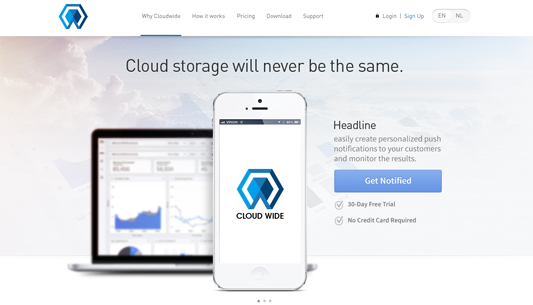 Why Cloudwide How it works Pricing Download Support Login | Sign Up EN NL
Cloud storage will never be the same.
Headline
easily create personalized push
notifications to your customers
and monitor the results.
Get Notified
30-Day Free Trial
No Credit Card Required
CLOUD WIDE